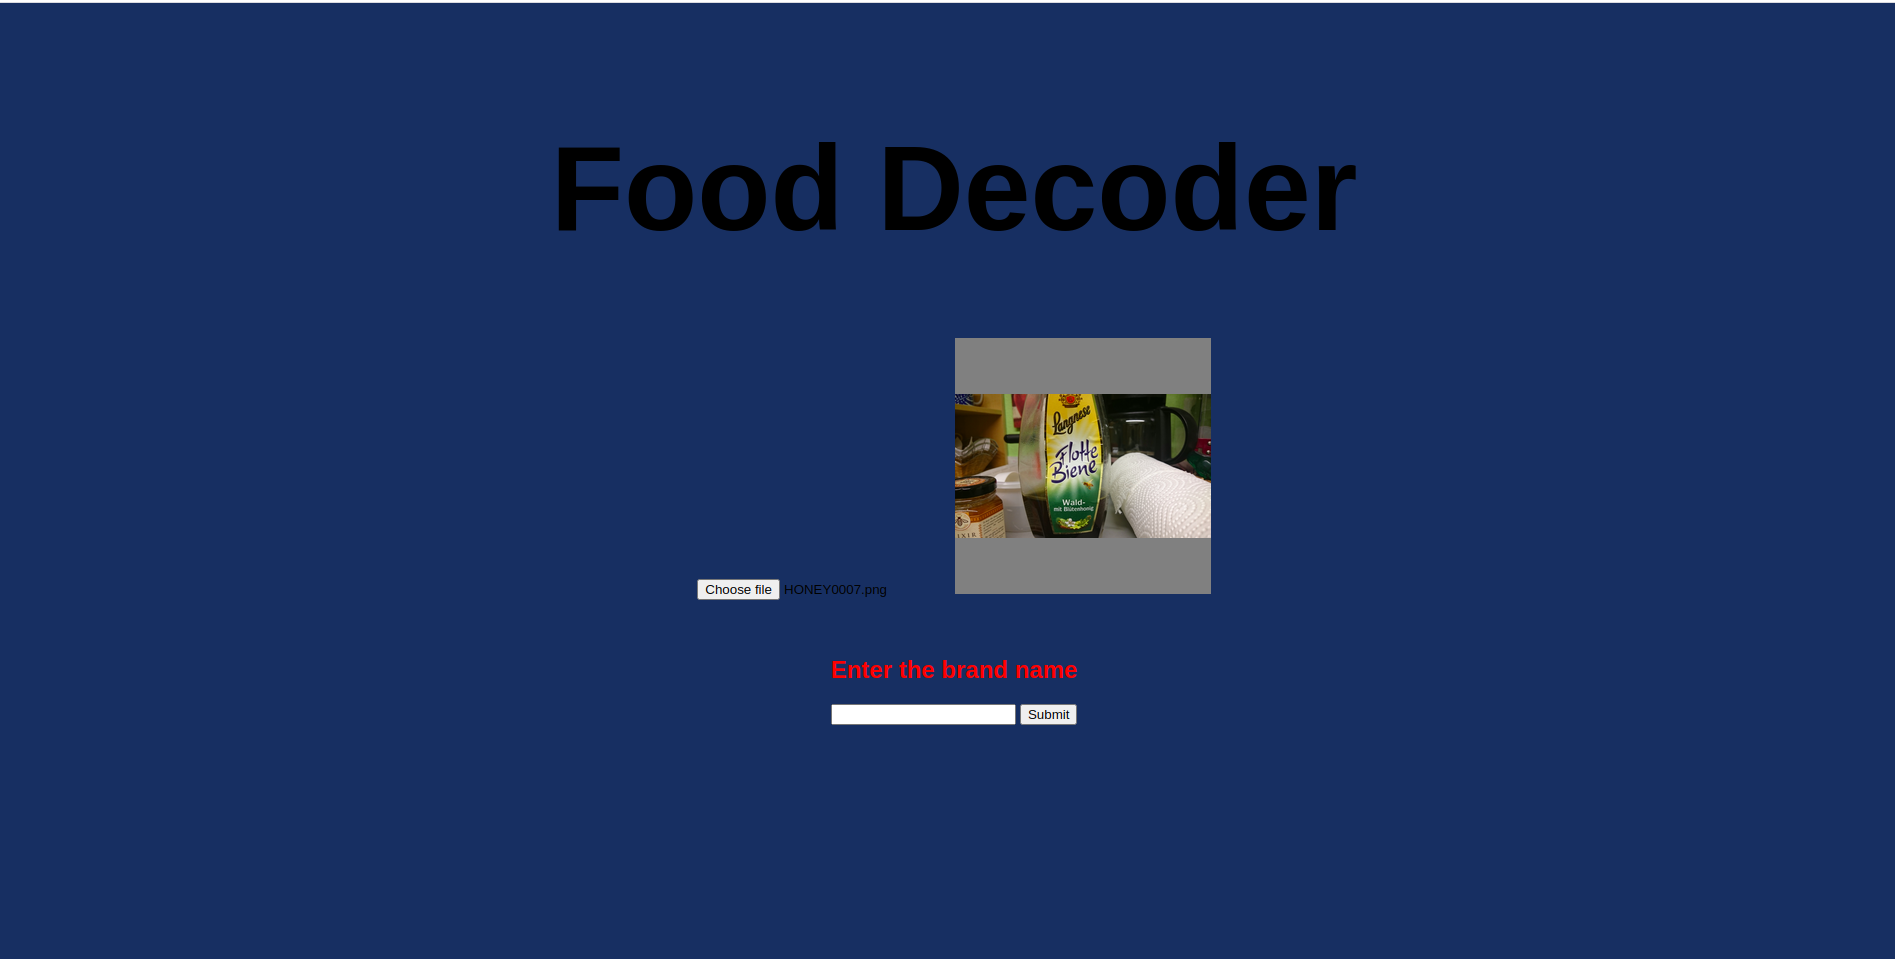 Food Decoder
Langnese
Flotte
Biene
Wald-
mit Blütenhonig
Choose file HONEY0007.png
Enter the brand name
Submit